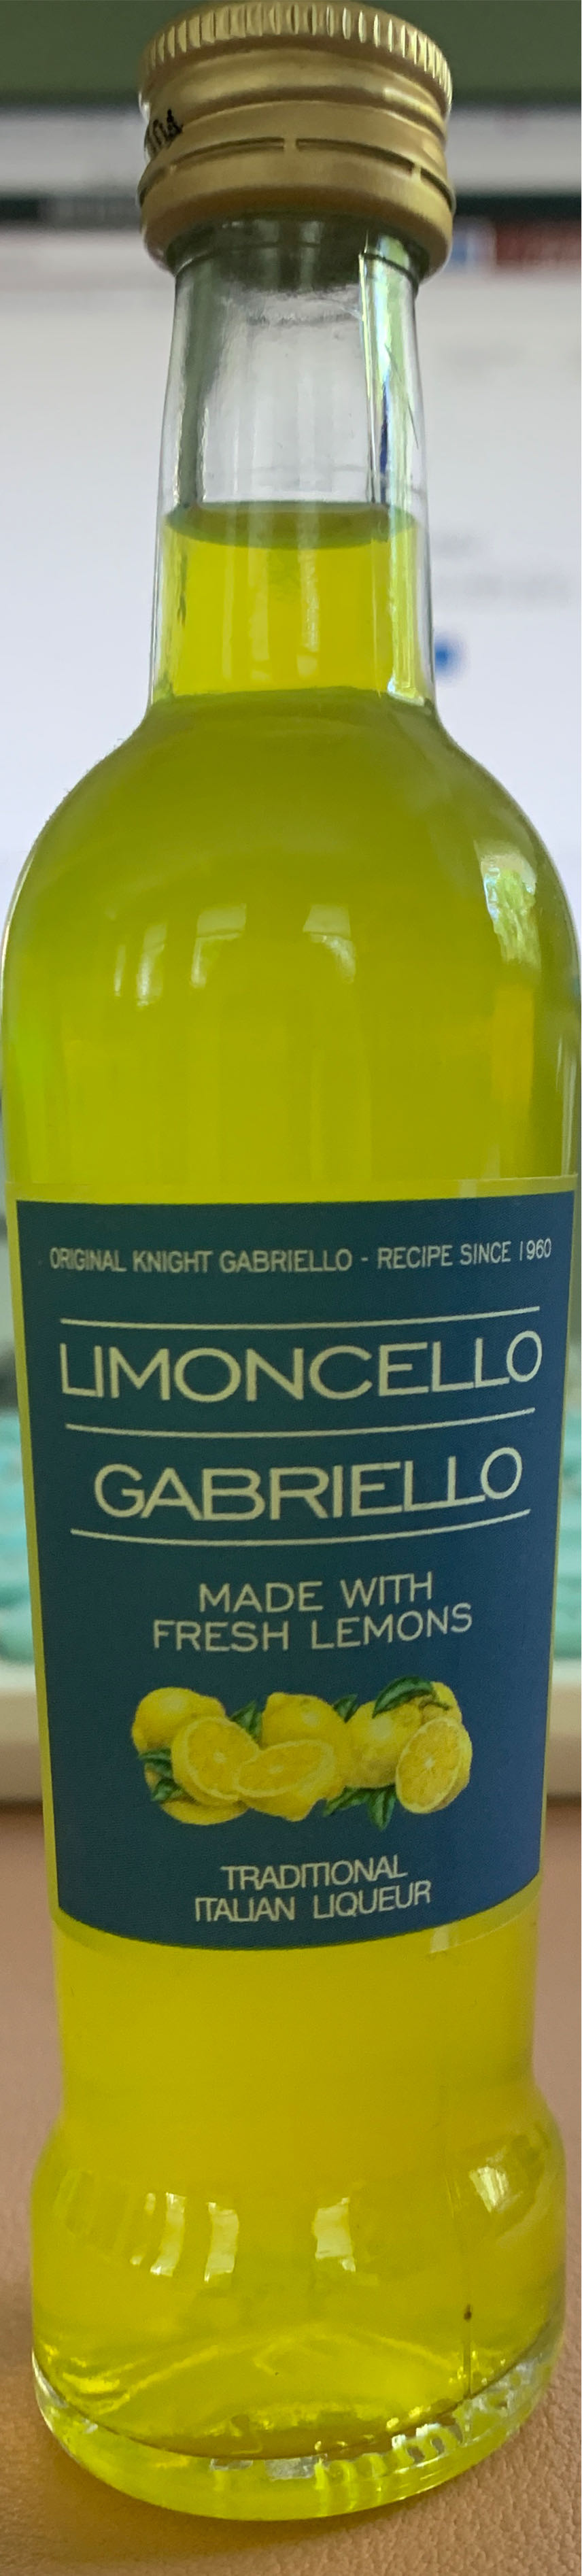 ORIGINAL KNIGHT GABRIELLO - RECIPE SINCE 1960
LIMONCELLO
GABRIELLO
MADE WITH
FRESH LEMONS
TRADITIONAL
ITALIAN LIQUEUR